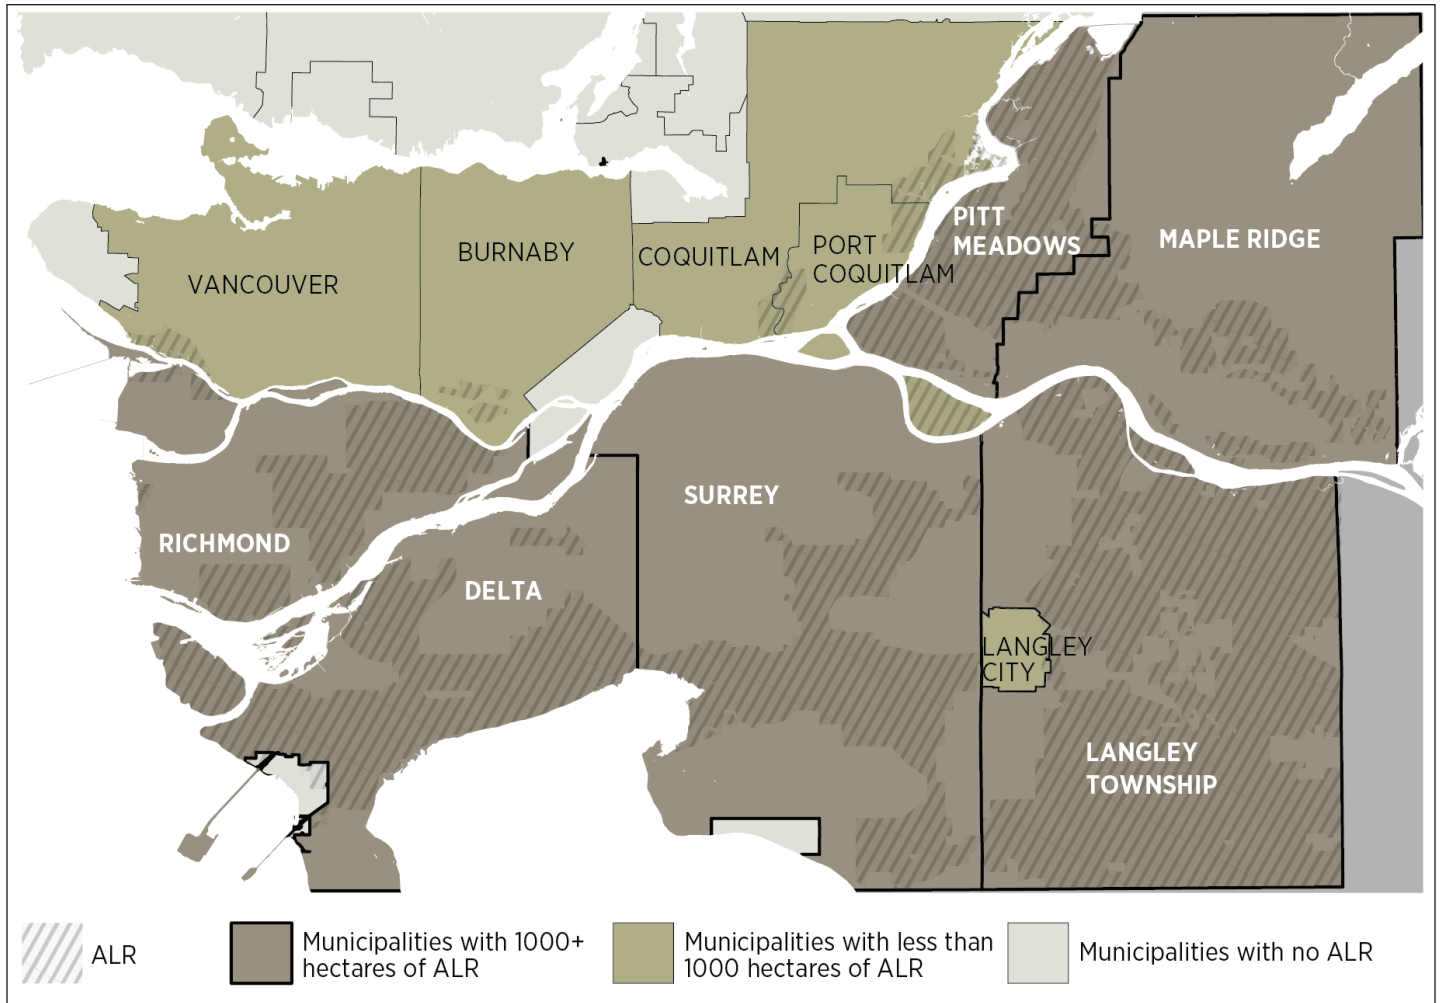 VANCOUVER
BURNABY
COQUITLAM
PORT
COQUITLAM
PITT
MEADOWS
MAPLE RIDGE
RICHMOND
DELTA
SURREY
LANGLEY
CITY
LANGLEY
TOWNSHIP
ALR
Municipalities with 1000+
hectares of ALR
Municipalities with less than
1000 hectares of ALR
Municipalities with no ALR